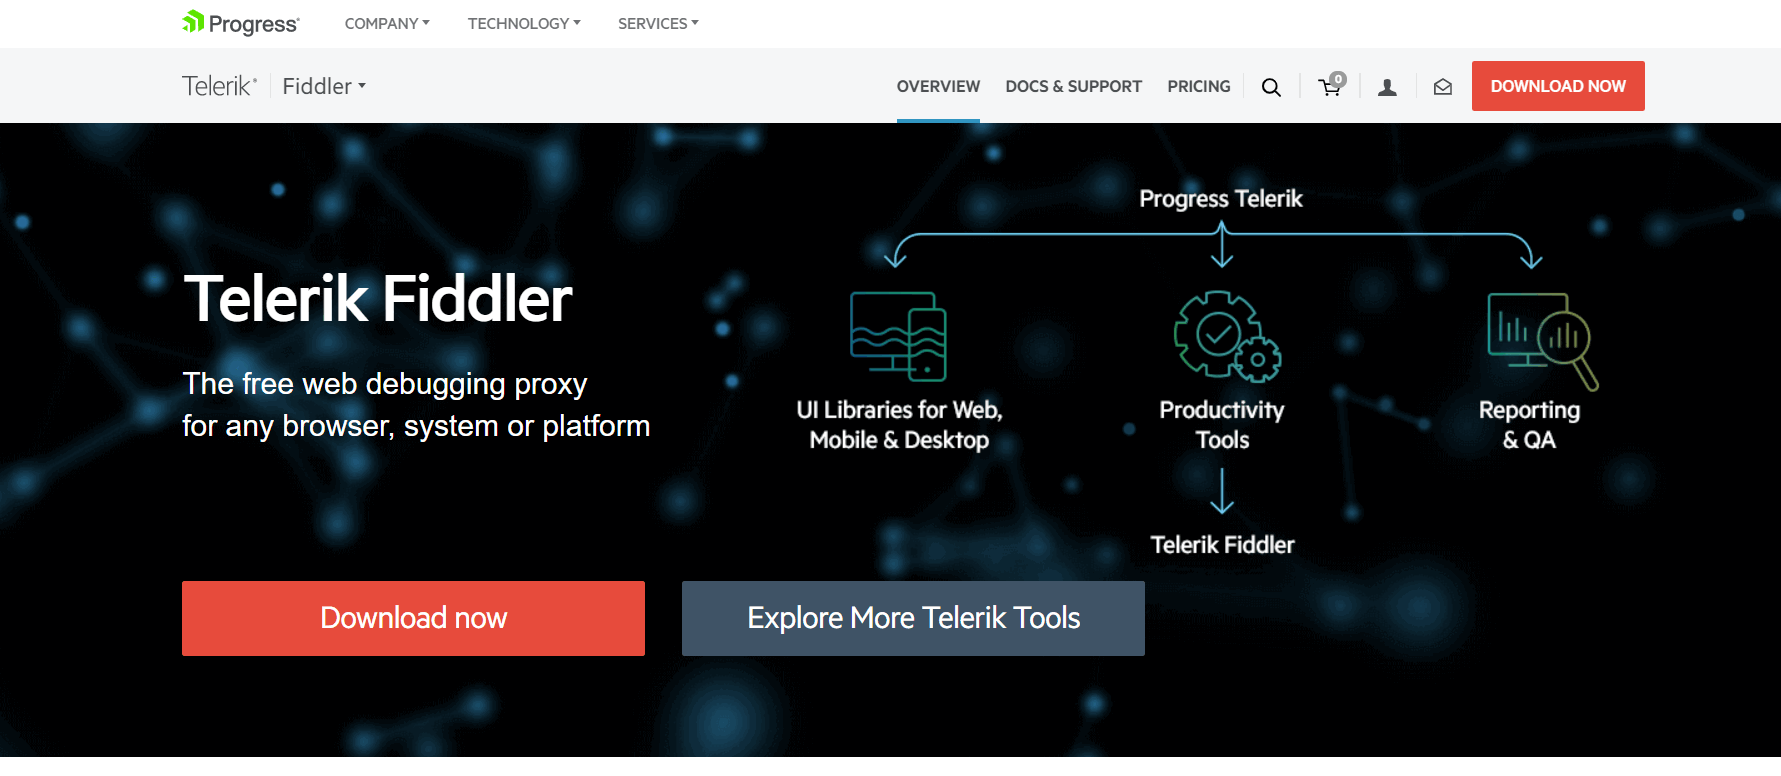 Progress
COMPANY
TECHNOLOGY
SERVICES
Telerik
Fiddler
OVERVIEW
DOCS & SUPPORT
PRICING
0
DOWNLOAD NOW
Telerik Fiddler
The free web debugging proxy
for any browser, system or platform
Progress Telerik
UI Libraries for Web,
Mobile & Desktop
Productivity
Tools
Reporting
& QA
Telerik Fiddler
Download now
Explore More Telerik Tools